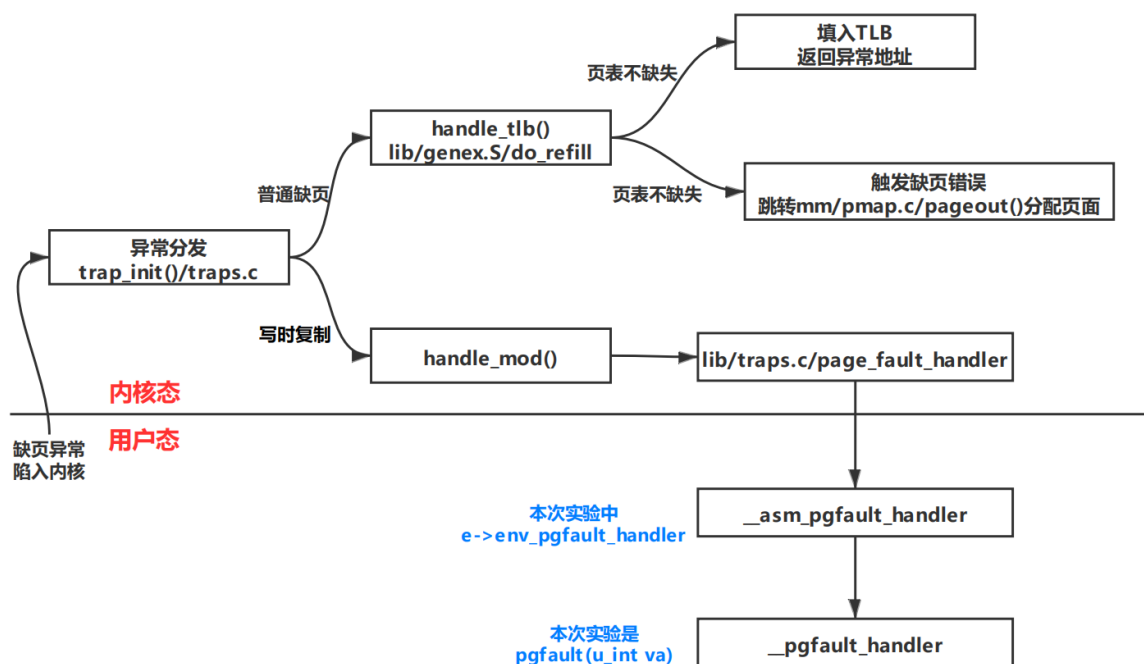 填入TLB
返回异常地址
页表不缺失
handle_tlb()
lib/genex.S/do_refill
普通缺页
页表不缺失
触发缺页错误
跳转mm/pmap.c/pageout()分配页面
异常分发
trap_init()/traps.c
写时复制
handle_mod()
lib/traps.c/page_fault_handler
内核态
用户态
缺页异常
陷入内核
本次实验中
e->env_pgfault_handler
__asm_pgfault_handler
本次实验是
pgfault(u_int va)
__pgfault_handler